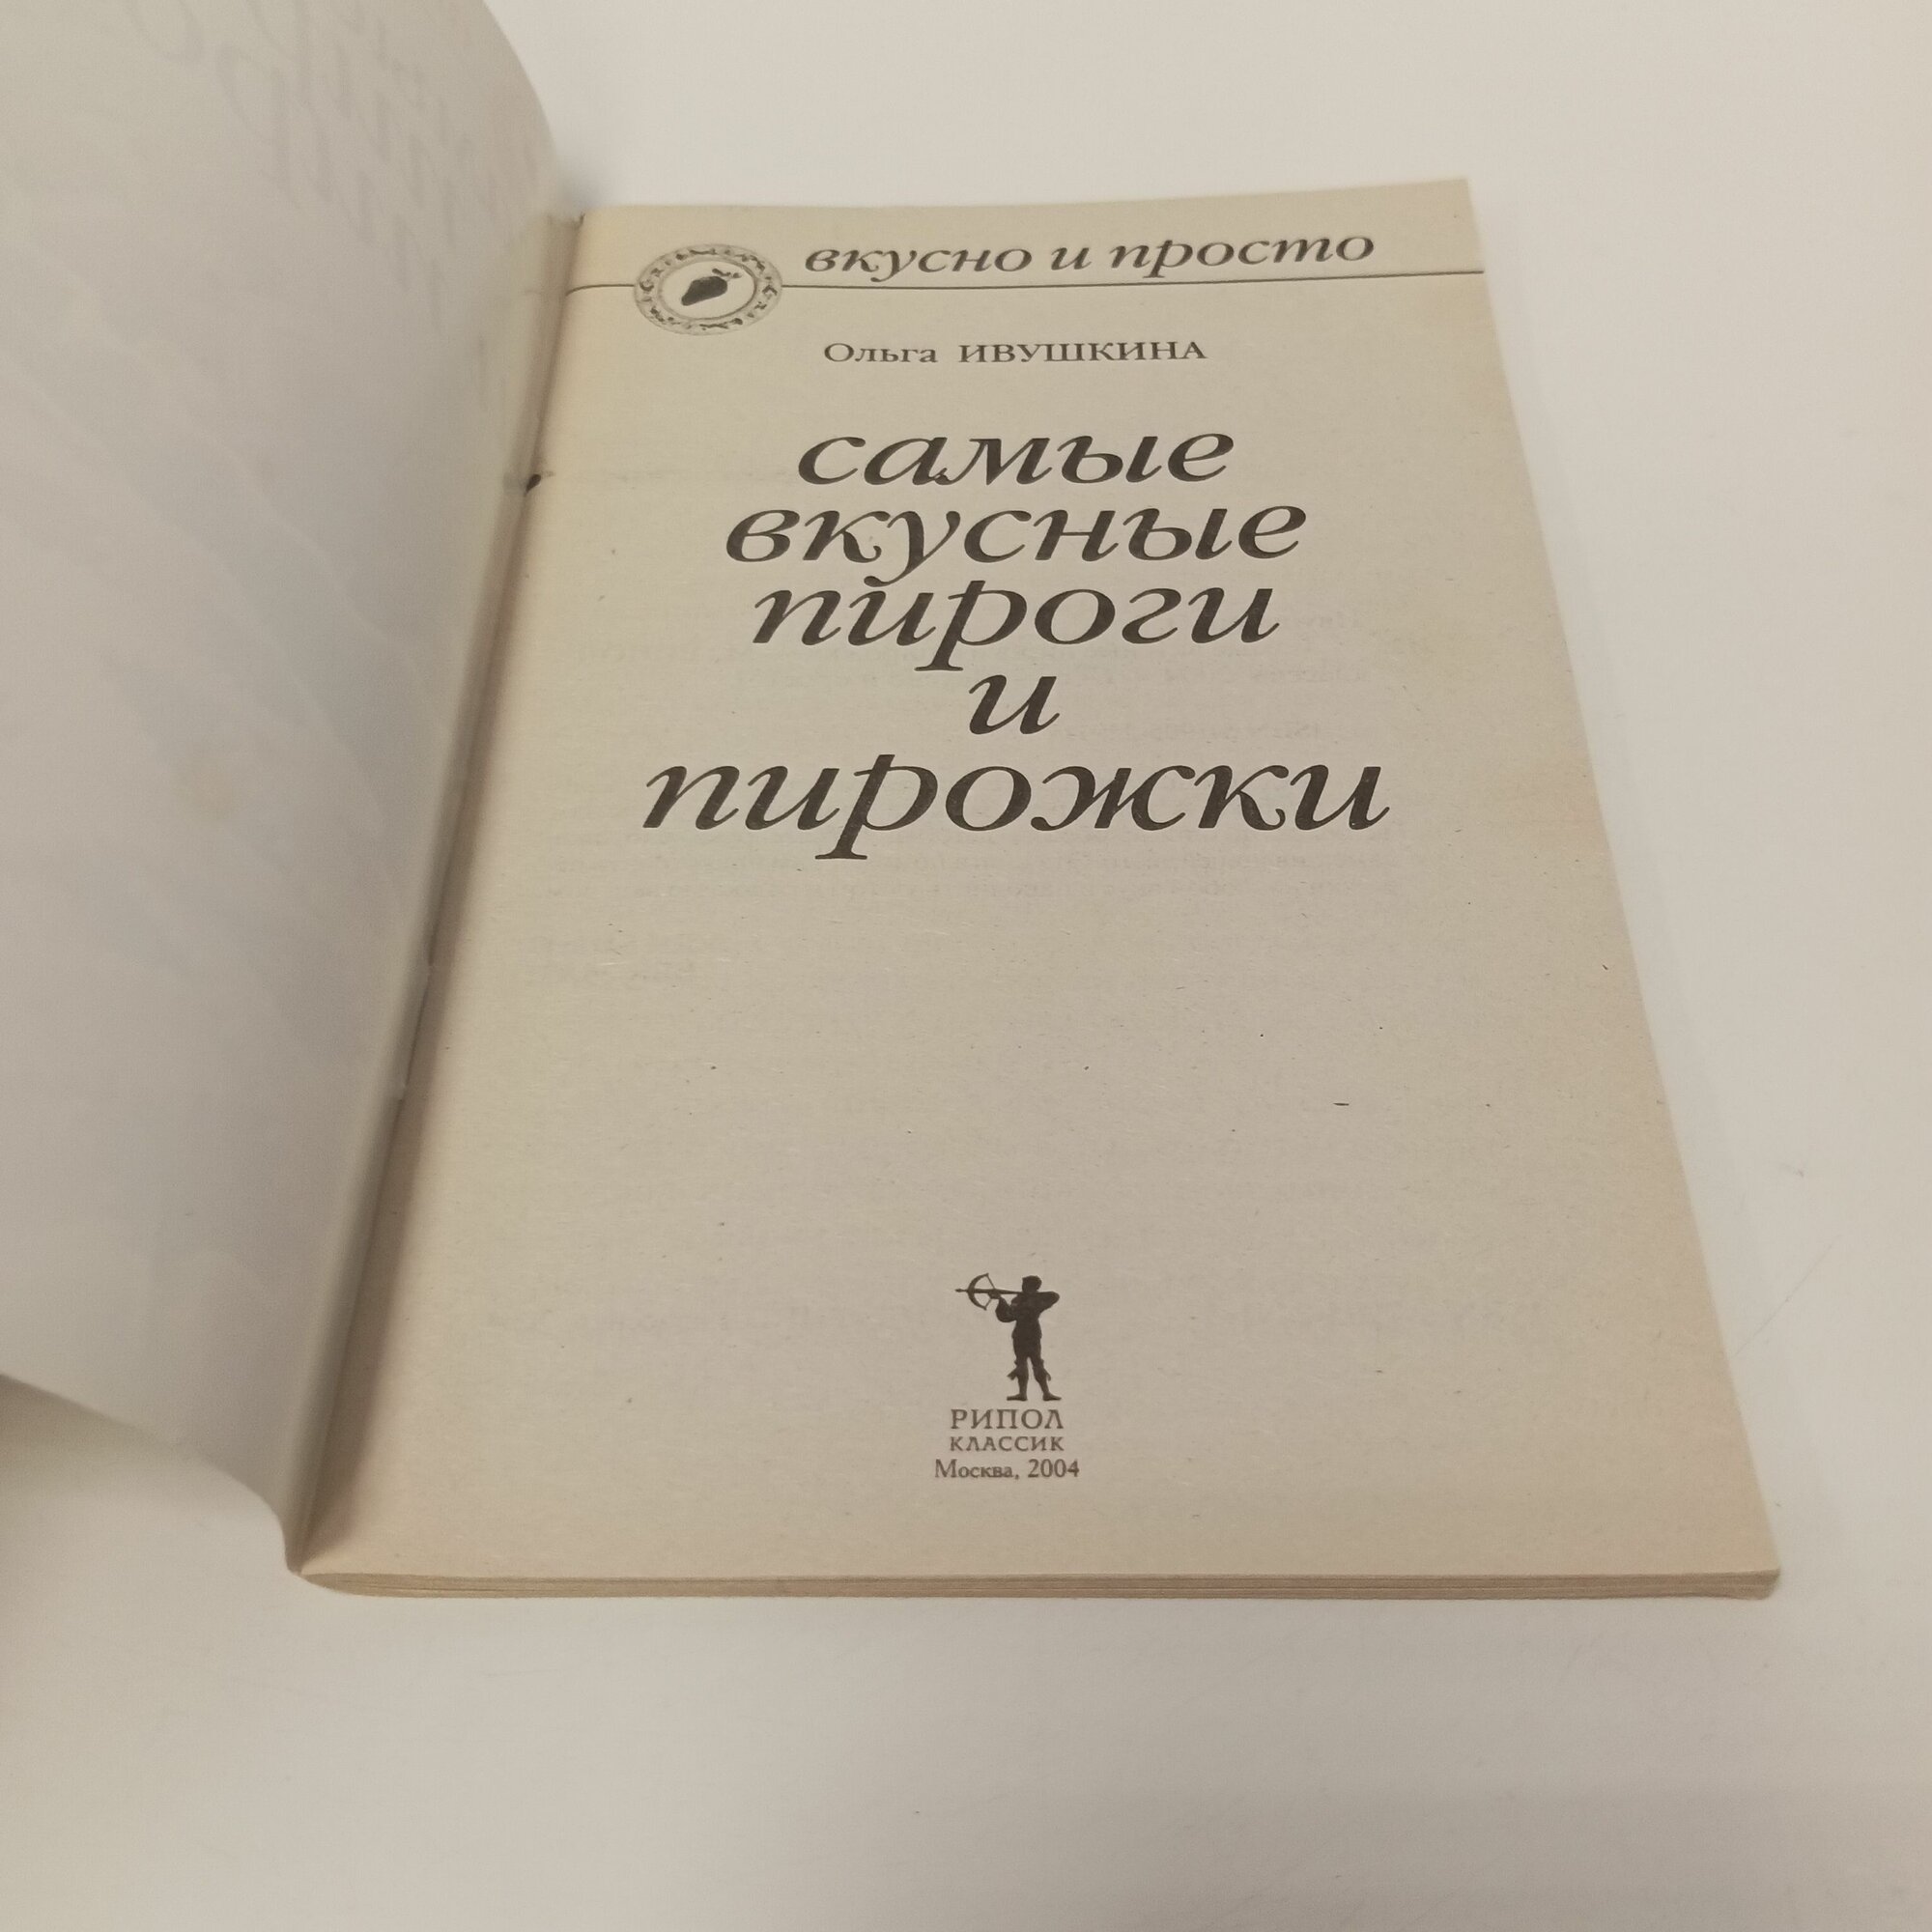 вкусно и просто
Ольга ИВУШКИНА
самые
вкусные
пироги
и
пирожки
РИПОЛ
КЛАССИК
Москва, 2004